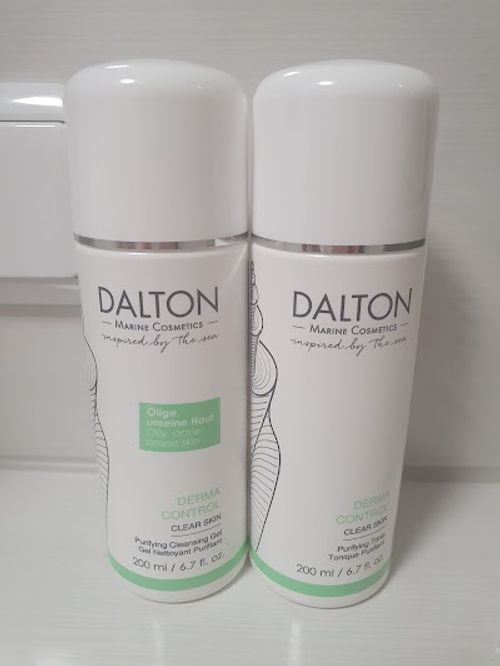 DALTON
— MARINE COSMETICS —
inspired by the sea
Ölige,
unreine Haut
Oily, acne-
prone skin
DERMA
CONTROL
CLEAR SKIN
Purifying Cleansing Gel
Gel Nettoyant Purifiant
200 ml / 6.7 fl. oz.
DALTON
— MARINE COSMETICS —
inspired by the sea
DERMA
CONTROL
CLEAR SKIN
Purifying Toner
Tonique Purifiant
200 ml / 6.7 fl. oz.